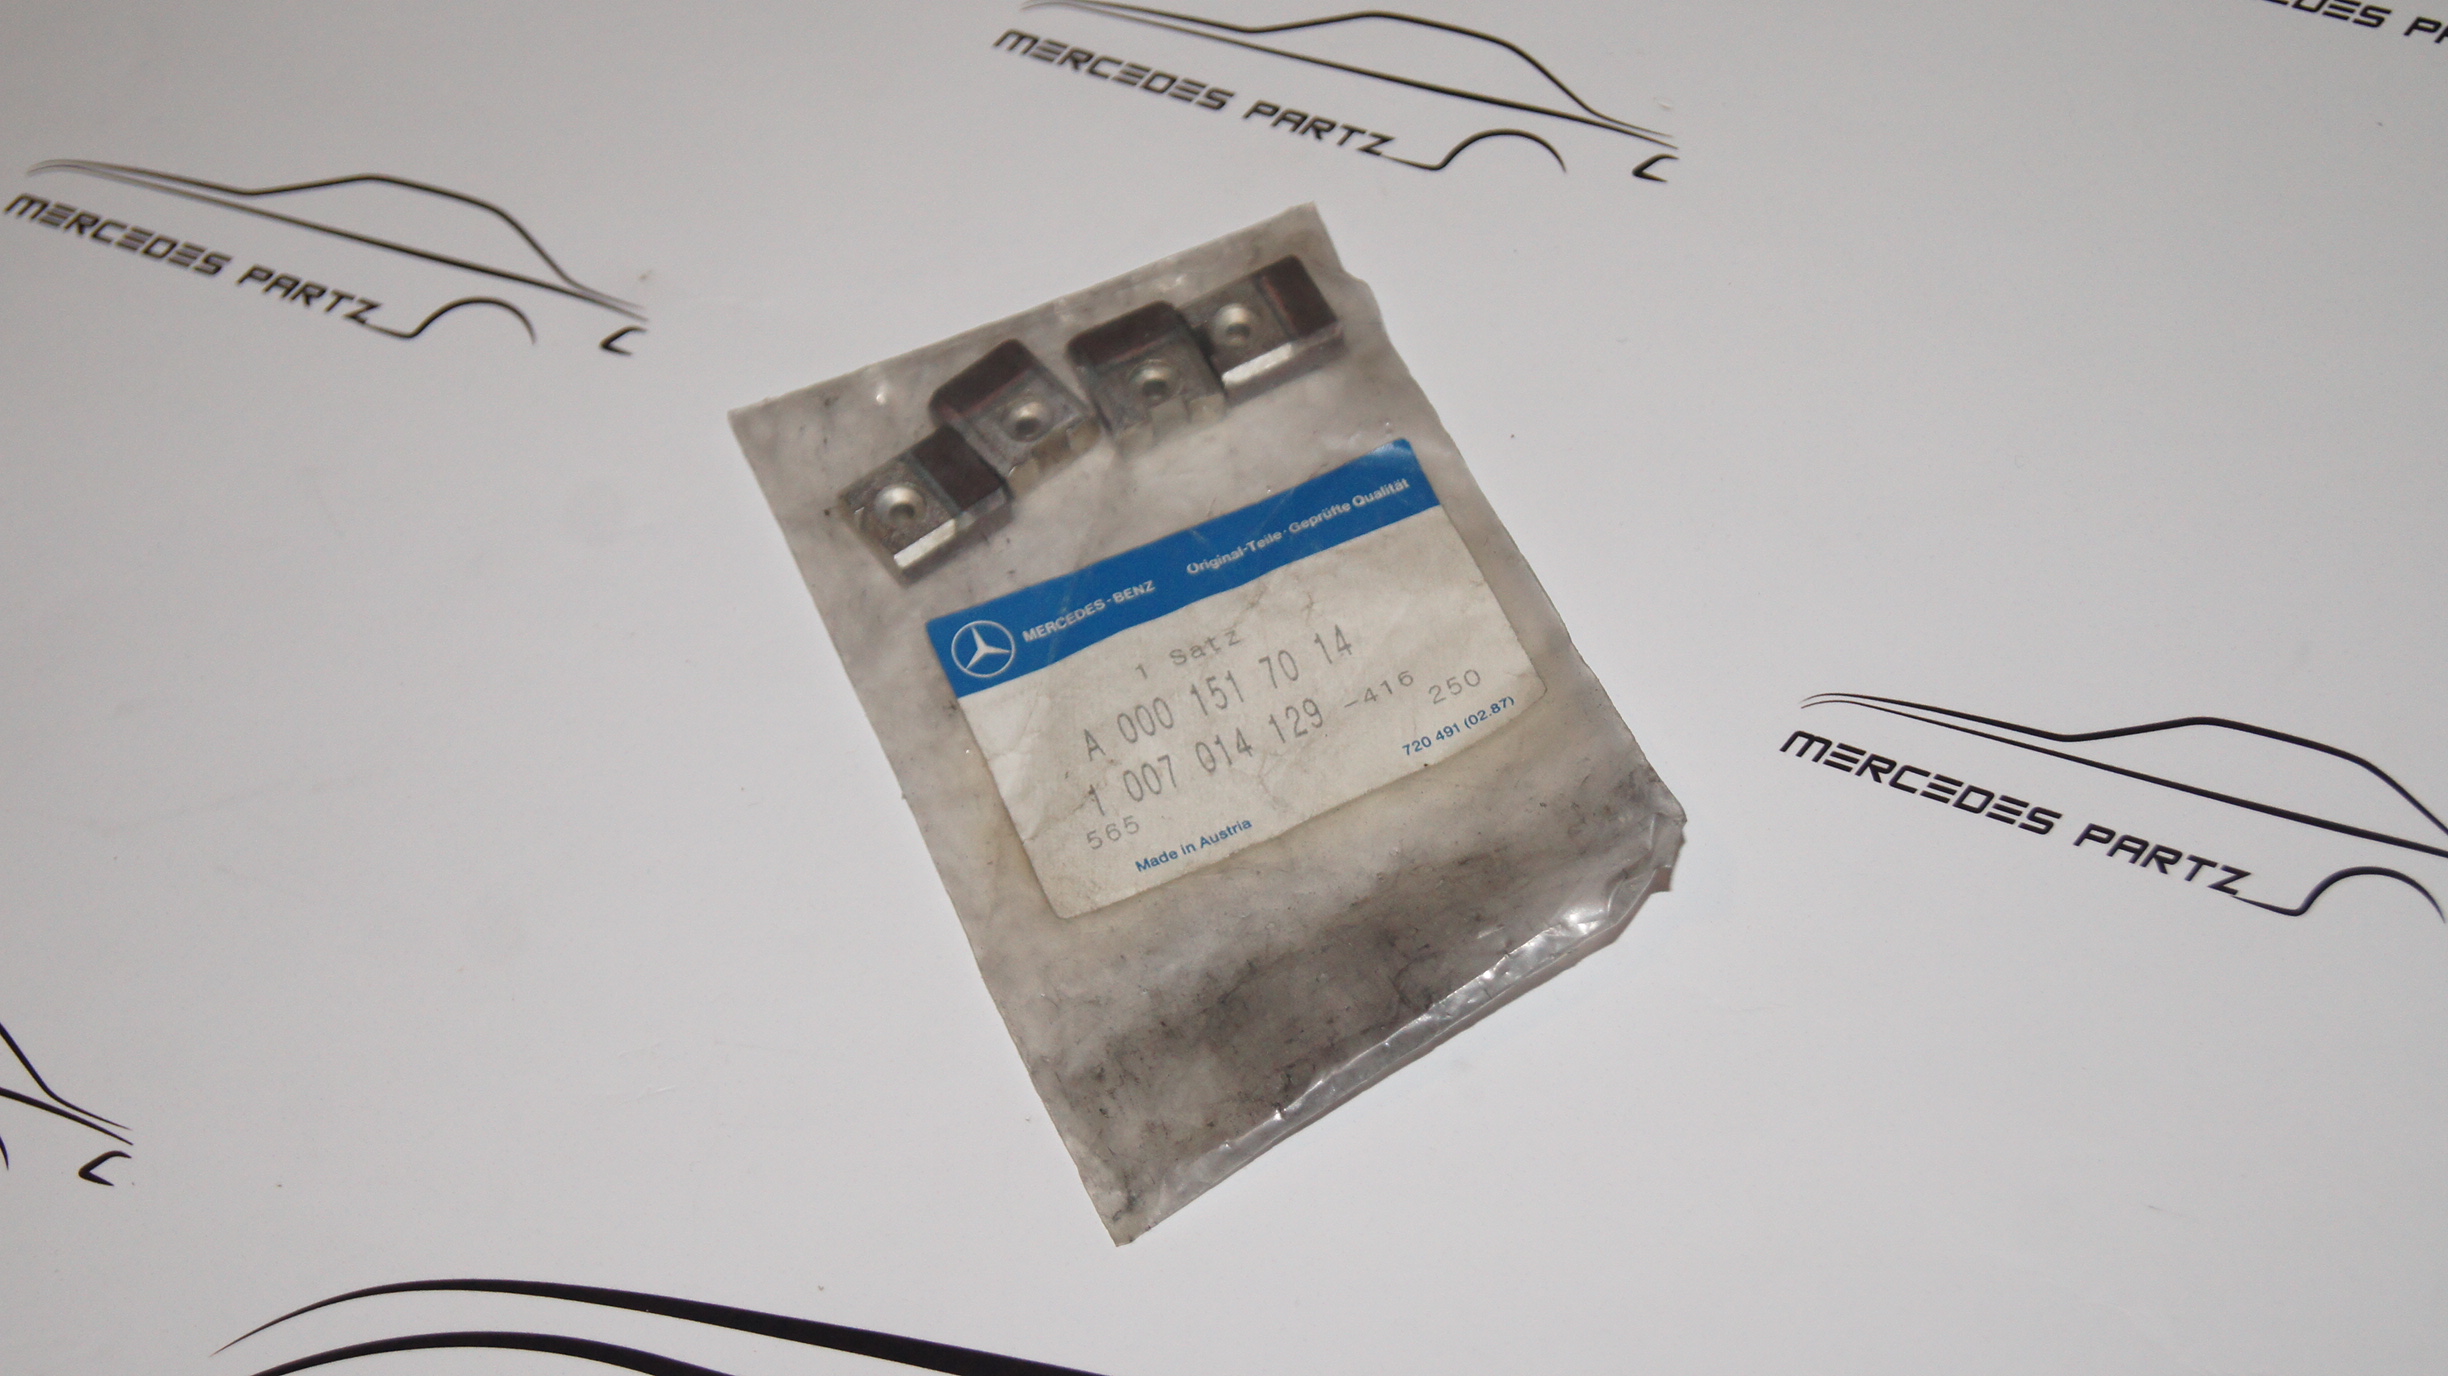 MERCEDES PARTZ
MERCEDES PARTZ
MERCEDES-BENZ Original-Teile·Geprüfte Qualität
1 Satz
A 000 151 70 14
1 007 014 129 -416 250
565
720 491 (02.87)
Made in Austria
MERCEDES PARTZ